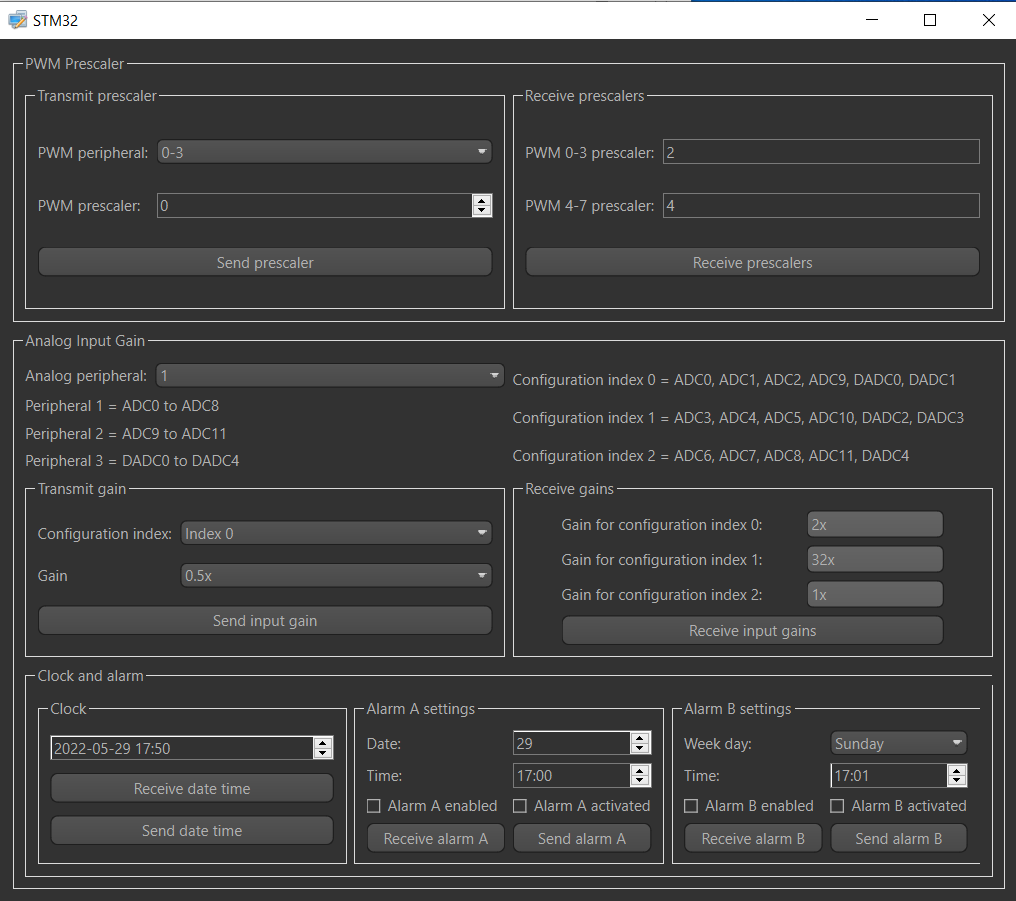 STM32
PWM Prescaler
Transmit prescaler
PWM peripheral: 0-3
PWM prescaler: 0
Send prescaler
Receive prescalers
PWM 0-3 prescaler: 2
PWM 4-7 prescaler: 4
Receive prescalers
Analog Input Gain
Analog peripheral: 1
Peripheral 1 = ADC0 to ADC8
Peripheral 2 = ADC9 to ADC11
Peripheral 3 = DADC0 to DADC4
Configuration index 0 = ADC0, ADC1, ADC2, ADC9, DADC0, DADC1
Configuration index 1 = ADC3, ADC4, ADC5, ADC10, DADC2, DADC3
Configuration index 2 = ADC6, ADC7, ADC8, ADC11, DADC4
Transmit gain
Configuration index: Index 0
Gain 0.5x
Send input gain
Receive gains
Gain for configuration index 0: 2x
Gain for configuration index 1: 32x
Gain for configuration index 2: 1x
Receive input gains
Clock and alarm
Clock
2022-05-29 17:50
Receive date time
Send date time
Alarm A settings
Date: 29
Time: 17:00
Alarm A enabled Alarm A activated
Receive alarm A Send alarm A
Alarm B settings
Week day: Sunday
Time: 17:01
Alarm B enabled Alarm B activated
Receive alarm B Send alarm B